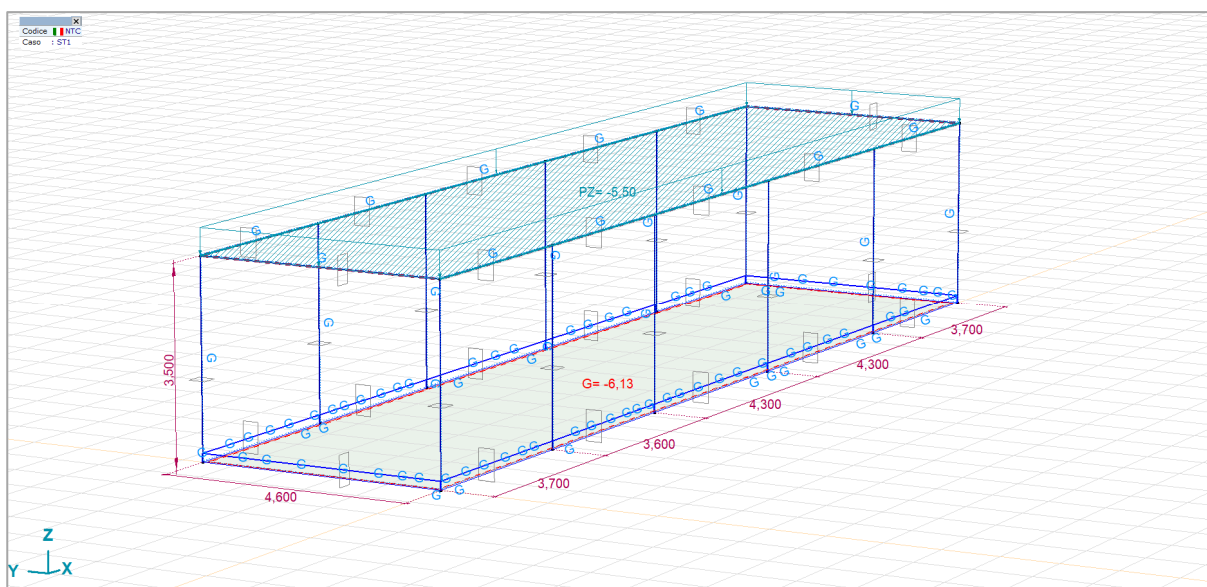 Codice NTC
Caso : ST1
G
G
G
G
G
G
PZ= -5,50
G
G
G
G
G
G
G
G
G
G
3,500
G= -6,13
3,700
4,300
4,300
3,600
3,700
4,600
Z
Y
X